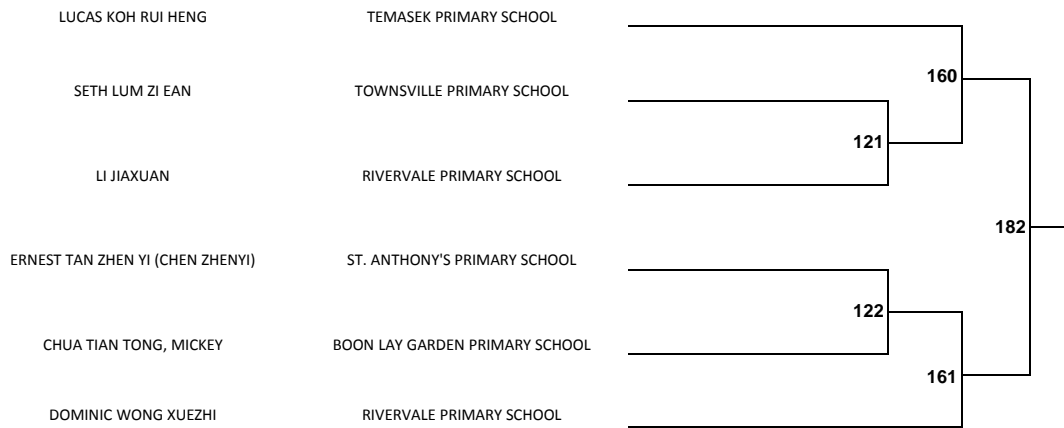 LUCAS KOH RUI HENG TEMASEK PRIMARY SCHOOL
160
SETH LUM ZI EAN TOWNSVILLE PRIMARY SCHOOL
121
LI JIAXUAN RIVERVALE PRIMARY SCHOOL
182
ERNEST TAN ZHEN YI (CHEN ZHENYI) ST. ANTHONY'S PRIMARY SCHOOL
122
CHUA TIAN TONG, MICKEY BOON LAY GARDEN PRIMARY SCHOOL
161
DOMINIC WONG XUEZHI RIVERVALE PRIMARY SCHOOL